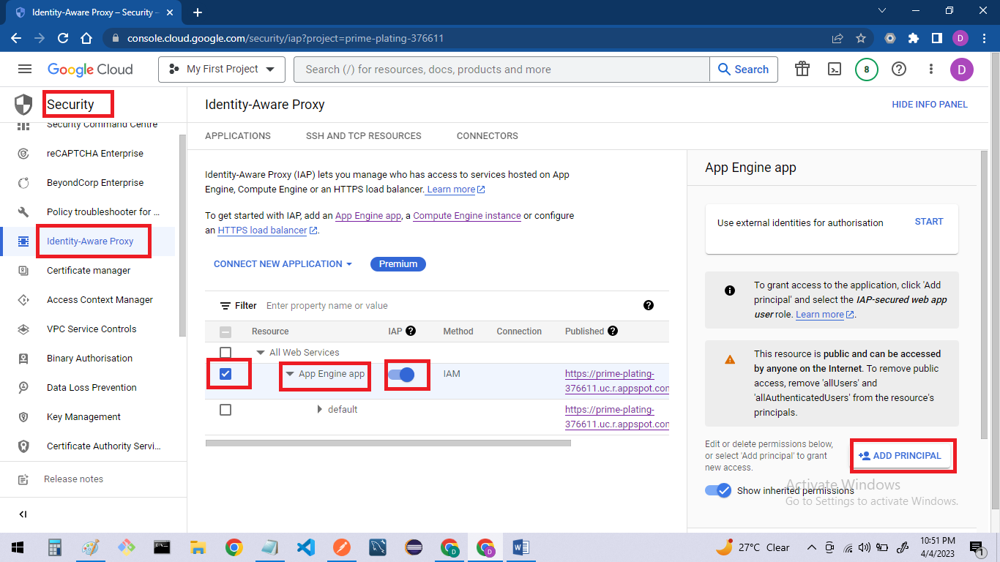 Identity-Aware Proxy – Security –
console.cloud.google.com/security/iap?project=prime-plating-376611
D
Google Cloud
My First Project
Search (/) for resources, docs, products and more
Search
8
D
Security
Identity-Aware Proxy
HIDE INFO PANEL
Security Command Centre
reCAPTCHA Enterprise
BeyondCorp Enterprise
Policy troubleshooter for ...
Identity-Aware Proxy
Certificate manager
Access Context Manager
VPC Service Controls
Binary Authorisation
Data Loss Prevention
Key Management
Certificate Authority Servi...
Release notes
APPLICATIONS
SSH AND TCP RESOURCES
CONNECTORS
Identity-Aware Proxy (IAP) lets you manage who has access to services hosted on App
Engine, Compute Engine or an HTTPS load balancer. Learn more
To get started with IAP, add an App Engine app, a Compute Engine instance or configure
an HTTPS load balancer.
CONNECT NEW APPLICATION
Premium
Filter Enter property name or value
Resource IAP Method Connection Published
All Web Services
App Engine app IAM https://prime-plating-
376611.uc.r.appspot.con
default https://prime-plating-
376611.uc.r.appspot.con
App Engine app
Use external identities for authorisation START
To grant access to the application, click 'Add
principal' and select the IAP-secured web app
user role. Learn more.
This resource is public and can be accessed
by anyone on the Internet. To remove public
access, remove 'allUsers' and
'allAuthenticatedUsers' from the resource's
principals.
Edit or delete permissions below,
or select 'Add principal' to grant
new access.
ADD PRINCIPAL
Show inherited permissions
Activate Windows
Go to Settings to activate Windows.
D
D
27°C Clear
10:51 PM
4/4/2023
1